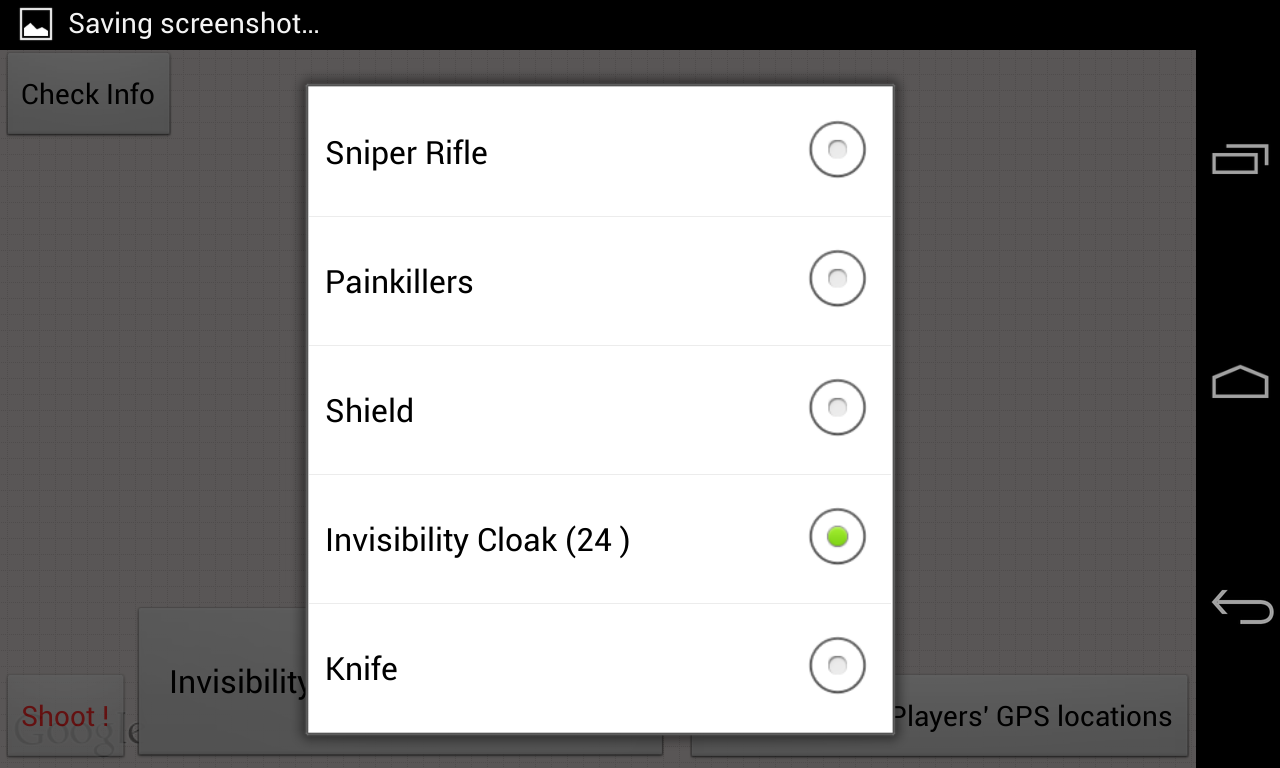 Saving screenshot...
Check Info
Sniper Rifle
Painkillers
Shield
Invisibility Cloak (24 )
Knife
Invisibility
Shoot !
Google
Players' GPS locations